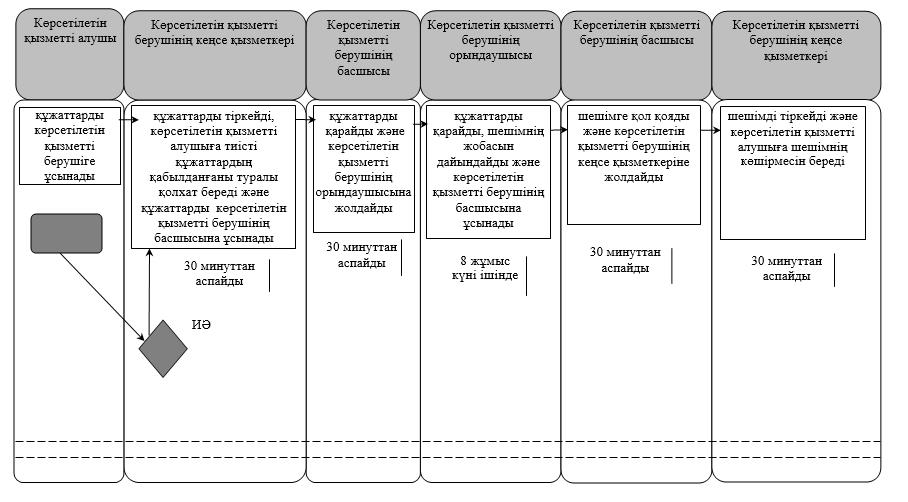 Көрсетілетін
қызметті алушы
Көрсетілетін қызметті
берушінің кеңсе қызметкері
Көрсетілетін
қызметті
берушінің
басшысы
Көрсетілетін қызметті
берушінің
орындаушысы
Көрсетілетін қызметті
берушінің басшысы
Көрсетілетін қызметті
берушінің кеңсе
қызметкері
құжаттарды
көрсетілетін
қызметті
берушіге
ұсынады
құжаттарды тіркейді,
көрсетілетін қызметті
алушыға тиісті
құжаттардың
қабылданғаны туралы
қолхат береді және
құжаттарды көрсетілетін
қызметті берушінің
басшысына ұсынады
құжаттарды
қарайды және
көрсетілетін
қызметті
берушінің
орындаушысына
жолдайды
құжаттарды
қарайды, шешімнің
жобасын
дайындайды және
көрсетілетін
қызметті берушінің
басшысына
ұсынады
шешімге қол қояды
және көрсетілетін
қызметті берушінің
кеңсе қызметкеріне
жолдайды
шешімді тіркейді және
көрсетілетін қызметті
алушыға шешімнің
көшірмесін береді
30 минуттан
аспайды
30 минуттан
аспайды
8 жұмыс
күні ішінде
30 минуттан
аспайды
30 минуттан
аспайды
ИӘ